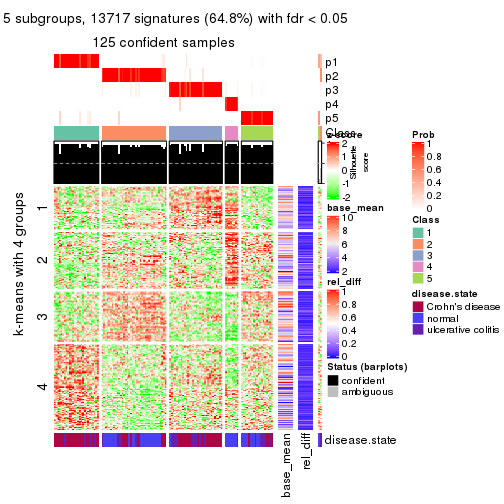 5 subgroups, 13717 signatures (64.8%) with fdr < 0.05
125 confident samples
p1
p2
p3
p4
p5
Class
z-score
2
1
0
-1
-2
Silhouette
score
Prob
1
0.8
0.6
0.4
0.2
0
base_mean
10
8
6
4
2
Class
1
2
3
4
5
rel_diff
1
0.8
0.6
0.4
0.2
0
disease.state
Crohn's disease
normal
ulcerative colitis
Status (barplots)
confident
ambiguous
k-means with 4 groups
1
2
3
4
base_mean
rel_diff
disease.state